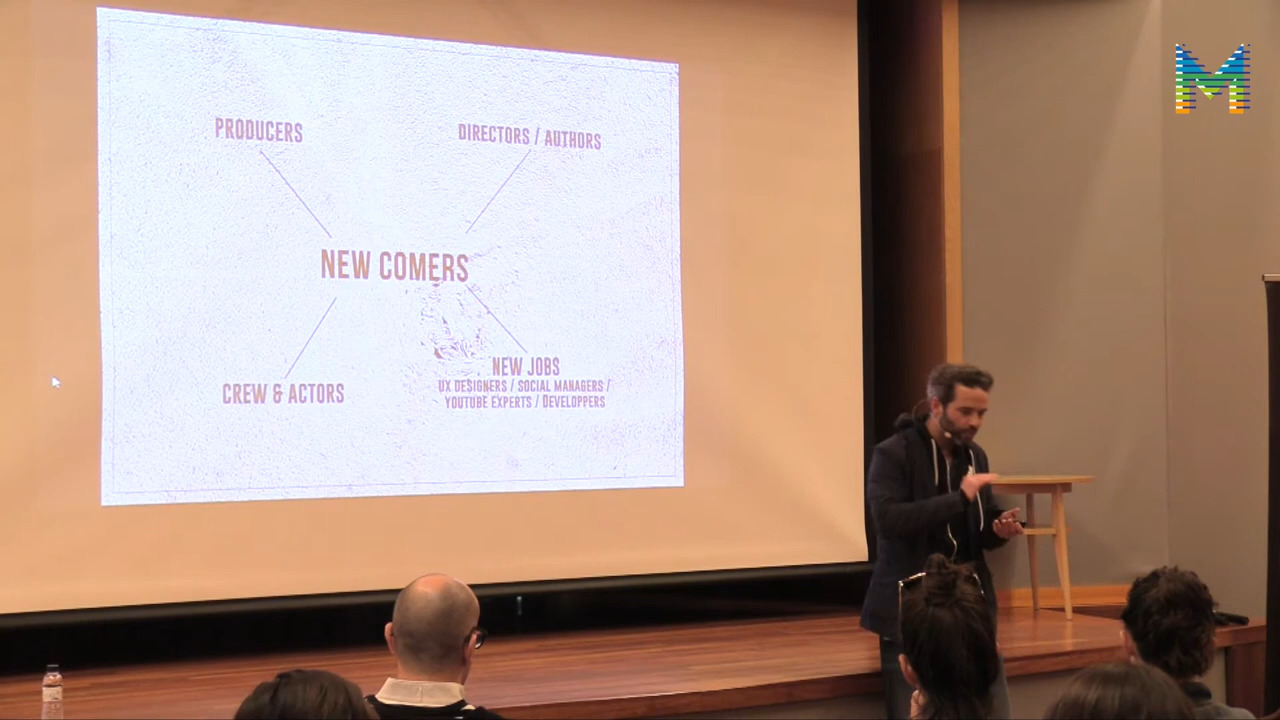 PRODUCERS
DIRECTORS / AUTHORS
NEW COMERS
CREW & ACTORS
NEW JOBS
UX DESIGNERS / SOCIAL MANAGERS /
YOUTUBE EXPERTS / DEVELOPPERS
M